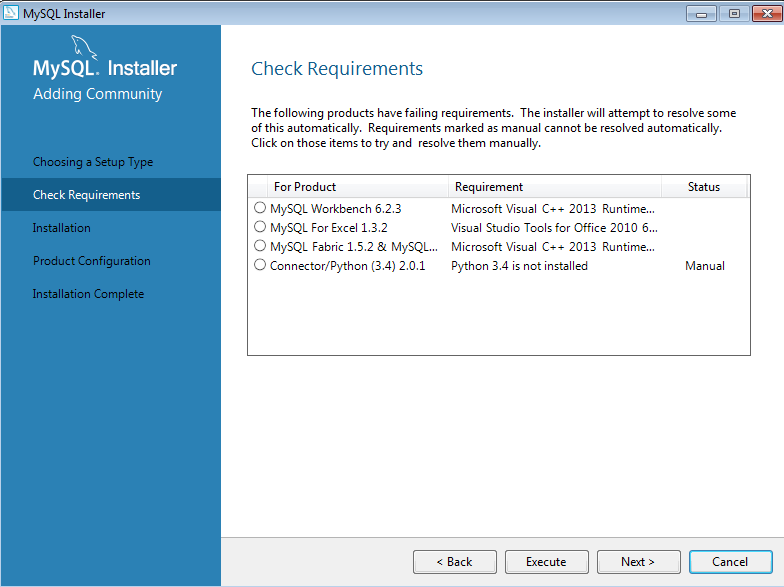 MySQL Installer
MySQL. Installer
Adding Community
Choosing a Setup Type
Check Requirements
Installation
Product Configuration
Installation Complete
Check Requirements
The following products have failing requirements. The installer will attempt to resolve some
of this automatically. Requirements marked as manual cannot be resolved automatically.
Click on those items to try and resolve them manually.
For Product Requirement Status
MySQL Workbench 6.2.3 Microsoft Visual C++ 2013 Runtime...
MySQL For Excel 1.3.2 Visual Studio Tools for Office 2010 6...
MySQL Fabric 1.5.2 & MySQL... Microsoft Visual C++ 2013 Runtime...
Connector/Python (3.4) 2.0.1 Python 3.4 is not installed Manual
< Back Execute Next > Cancel